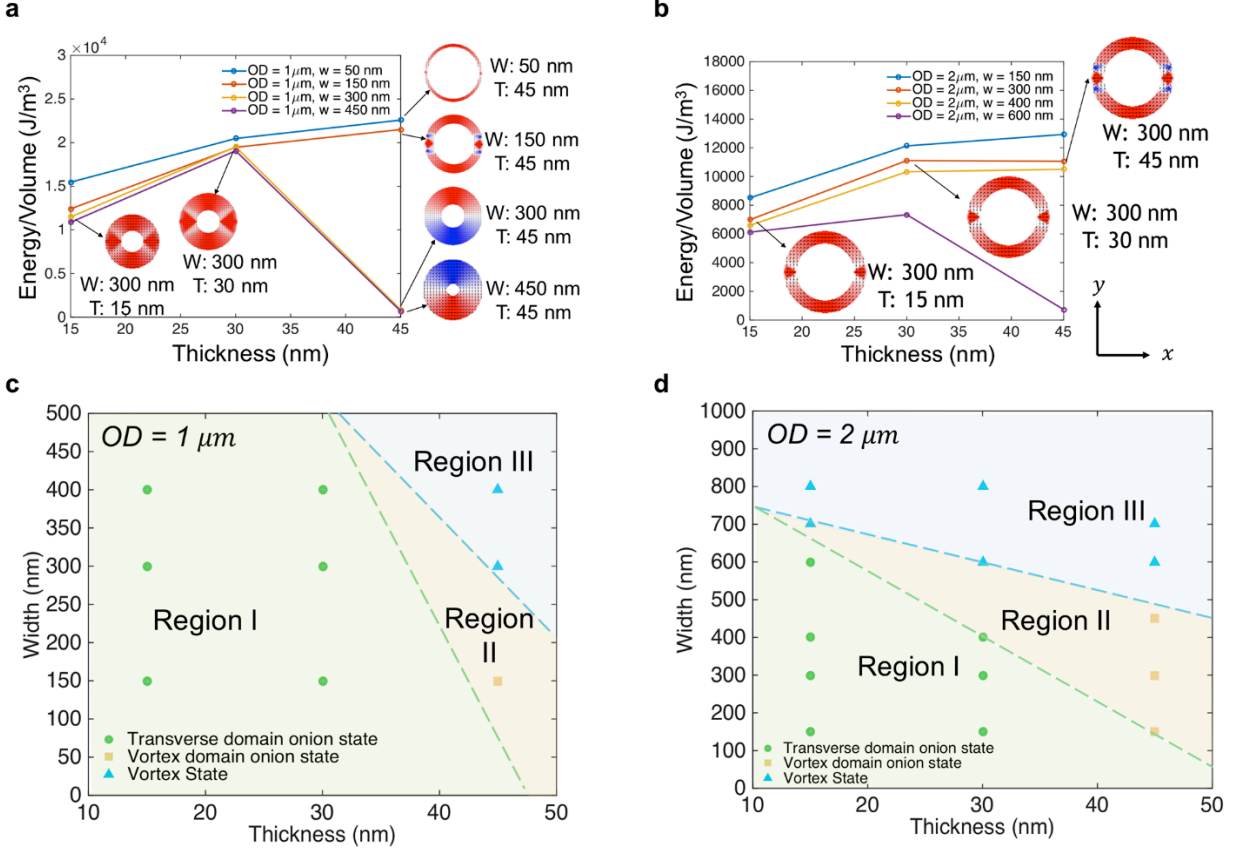 a
×10⁴
3
2.5
2
1.5
1
0.5
0
Energy/Volume (J/m³)
15
20
25
30
35
40
45
Thickness (nm)
OD = 1μm, w = 50 nm
OD = 1μm, w = 150 nm
OD = 1μm, w = 300 nm
OD = 1μm, w = 450 nm
W: 50 nm
T: 45 nm
W: 150 nm
T: 45 nm
W: 300 nm
T: 45 nm
W: 450 nm
T: 45 nm
W: 300 nm
T: 15 nm
W: 300 nm
T: 30 nm
b
18000
16000
14000
12000
10000
8000
6000
4000
2000
0
Energy/Volume (J/m³)
15
20
25
30
35
40
45
Thickness (nm)
OD = 2μm, w = 150 nm
OD = 2μm, w = 300 nm
OD = 2μm, w = 400 nm
OD = 2μm, w = 600 nm
W: 300 nm
T: 45 nm
W: 300 nm
T: 30 nm
W: 300 nm
T: 15 nm
y
x
c
500
450
400
350
300
250
200
150
100
50
0
Width (nm)
10
20
30
40
50
Thickness (nm)
OD = 1 μm
Region III
Region I
Region
II
Transverse domain onion state
Vortex domain onion state
Vortex State
d
1000
900
800
700
600
500
400
300
200
100
0
Width (nm)
10
20
30
40
50
Thickness (nm)
OD = 2 μm
Region III
Region II
Region I
Transverse domain onion state
Vortex domain onion state
Vortex State